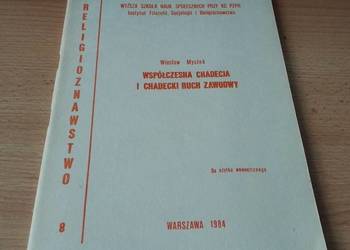 WYŻSZA SZKOŁA NAUK SPOŁECZNYCH PRZY KC PZPR
Instytut Filozofii, Socjologii i Religioznawstwa
Wiesław Mysłek
WSPÓŁCZESNA CHADECJA
I CHADECKI RUCH ZAWODOWY
Do użytku wewnętrznego
WARSZAWA 1984
RELIGIOZNAWSTWO
8